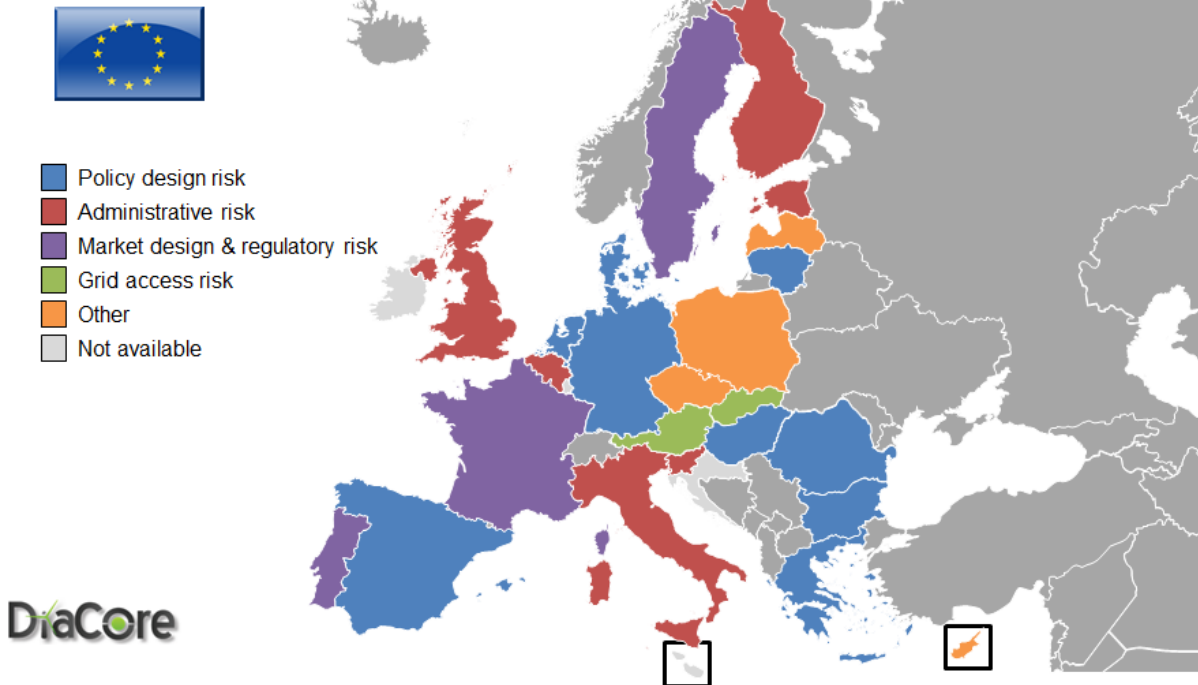 Policy design risk
Administrative risk
Market design & regulatory risk
Grid access risk
Other
Not available
DiaCore